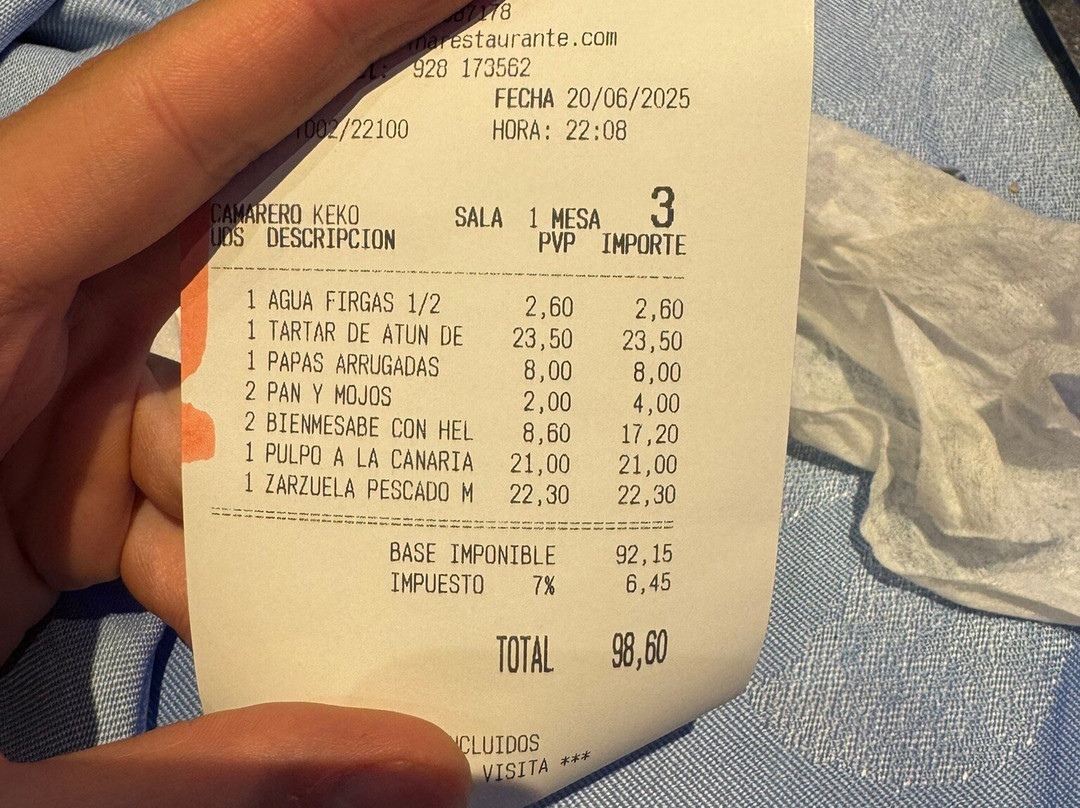 87178
arestaurante.com
928 173562
FECHA 20/06/2025
1002/22100 HORA: 22:08
CAMARERO KEKO SALA 1 MESA 3
UDS DESCRIPCION PVP IMPORTE
1 AGUA FIRGAS 1/2 2,60 2,60
1 TARTAR DE ATUN DE 23,50 23,50
1 PAPAS ARRUGADAS 8,00 8,00
2 PAN Y MOJOS 2,00 4,00
2 BIENMESABE CON HEL 8,60 17,20
1 PULPO A LA CANARIA 21,00 21,00
1 ZARZUELA PESCADO M 22,30 22,30
BASE IMPONIBLE 92,15
IMPUESTO 7% 6,45
TOTAL 98,60
NCLUIDOS
VISITA ***